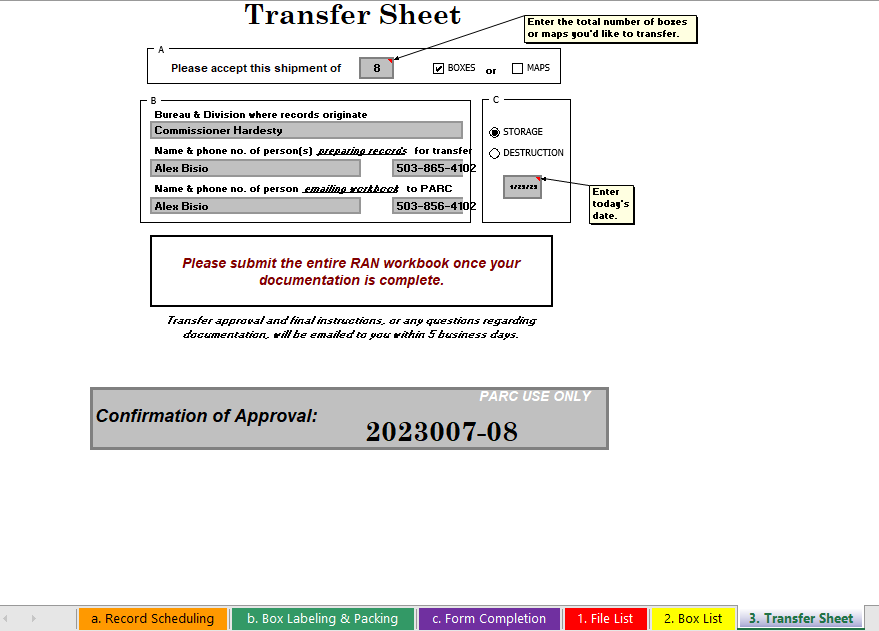 Transfer Sheet
Enter the total number of boxes
or maps you'd like to transfer.
A
Please accept this shipment of 8 BOXES or MAPS
B
Bureau & Division where records originate
Commissioner Hardesty
Name & phone no. of person(s) preparing records for transfer
Alex Bisio 503-865-4102
Name & phone no. of person emailing workbook to PARC
Alex Bisio 503-856-4102
C
STORAGE
DESTRUCTION
Enter
today's
date.
Please submit the entire RAN workbook once your
documentation is complete.
Transfer approval and final instructions, or any questions regarding
documentation, will be emailed to you within 5 business days.
PARC USE ONLY
Confirmation of Approval:
2023007-08
a. Record Scheduling b. Box Labeling & Packing c. Form Completion 1. File List 2. Box List 3. Transfer Sheet